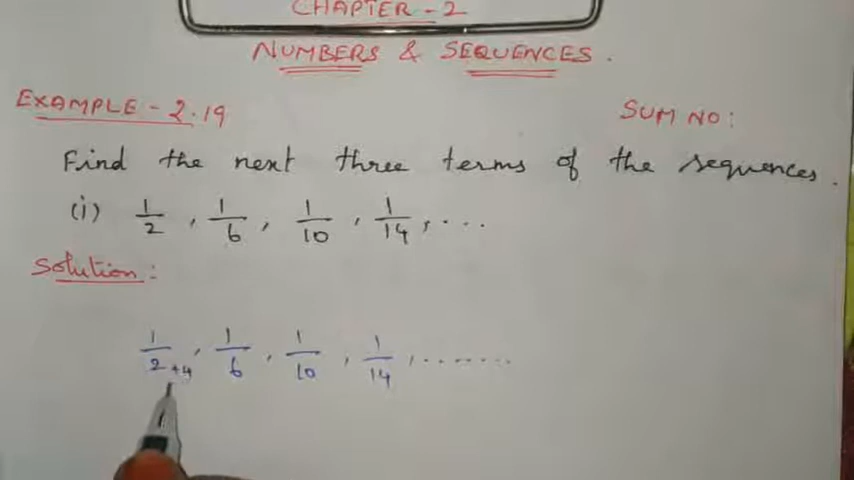 CHAPTER - 2
NUMBERS & SEQUENCES.
EXAMPLE - 2.19
SUM NO:
Find the next three terms of the sequences.
(i) 1/2, 1/6, 1/10, 1/14, ...
Solution:
1/2+4, 1/6, 1/10, 1/14, ........